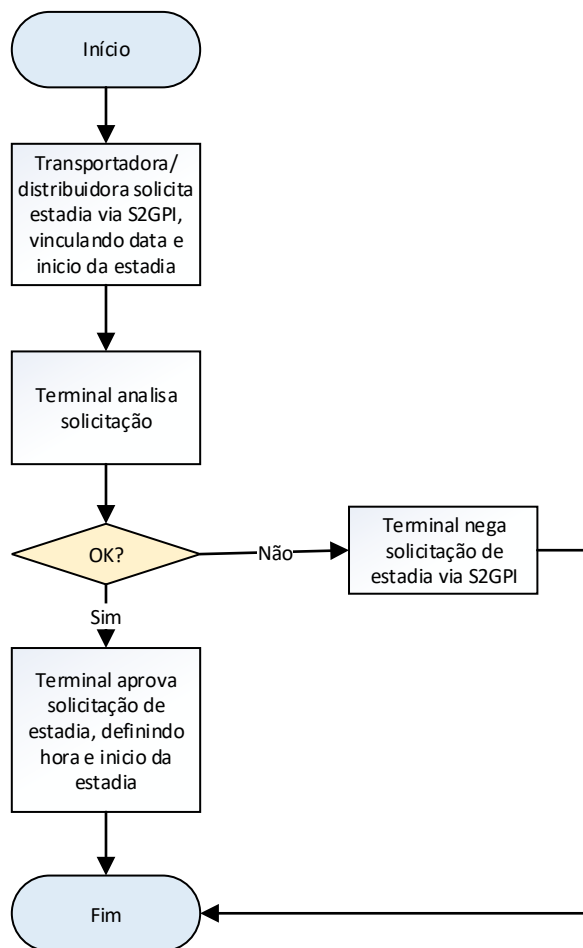 Início
Transportadora/
distribuidora solicita
estadia via S2GPI,
vinculando data e
inicio da estadia
Terminal analisa
solicitação
OK?
Não
Terminal nega
solicitação de
estadia via S2GPI
Sim
Terminal aprova
solicitação de
estadia, definindo
hora e inicio da
estadia
Fim